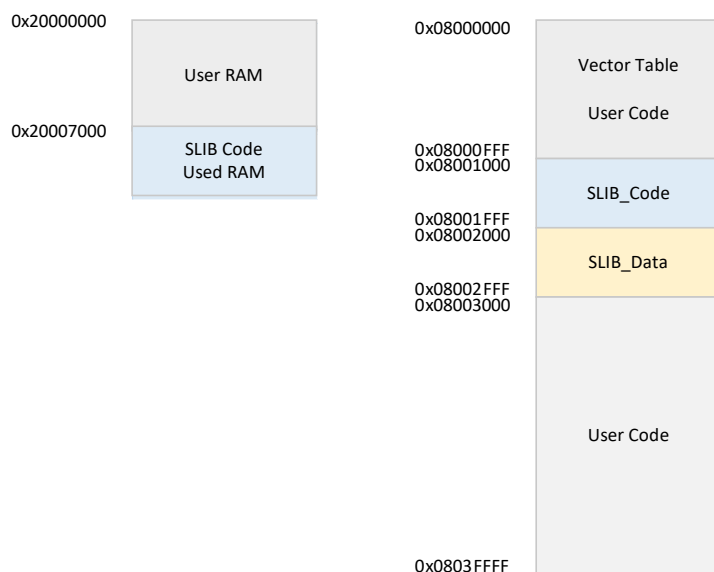 0x20000000
User RAM
0x20007000
SLIB Code
Used RAM
0x08000000
Vector Table
User Code
0x08000FFF
0x08001000
SLIB_Code
0x08001FFF
0x08002000
SLIB_Data
0x08002FFF
0x08003000
User Code
0x0803FFFF